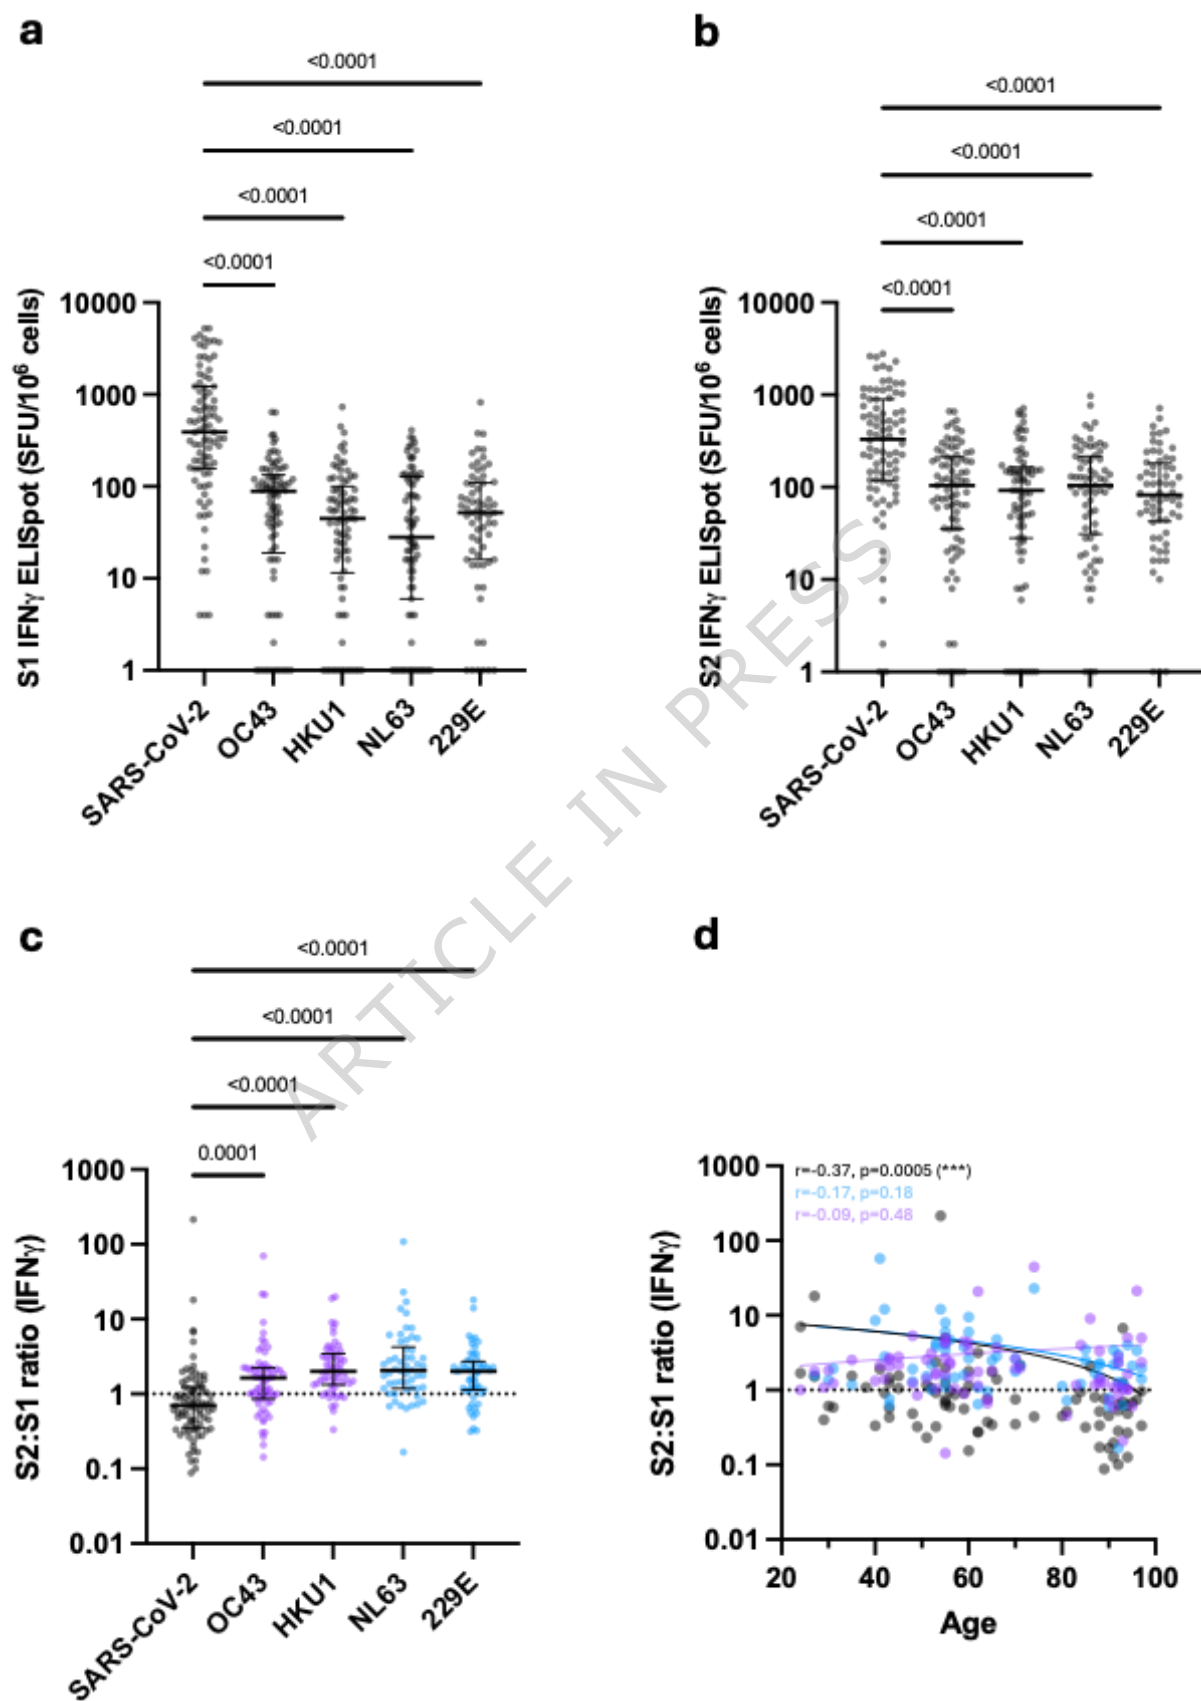 a
<0.0001
<0.0001
<0.0001
<0.0001
S1 IFNγ ELISpot (SFU/10⁶ cells)
10000
1000
100
10
1
SARS-CoV-2
OC43
HKU1
NL63
229E
b
<0.0001
<0.0001
<0.0001
<0.0001
S2 IFNγ ELISpot (SFU/10⁶ cells)
10000
1000
100
10
1
SARS-CoV-2
OC43
HKU1
NL63
229E
ARTICLE IN PRESS
c
<0.0001
<0.0001
<0.0001
0.0001
S2:S1 ratio (IFNγ)
1000
100
10
1
0.1
0.01
SARS-CoV-2
OC43
HKU1
NL63
229E
d
r=-0.37, p=0.0005 (***)
r=-0.17, p=0.18
r=-0.09, p=0.48
S2:S1 ratio (IFNγ)
1000
100
10
1
0.1
0.01
20 40 60 80 100
Age